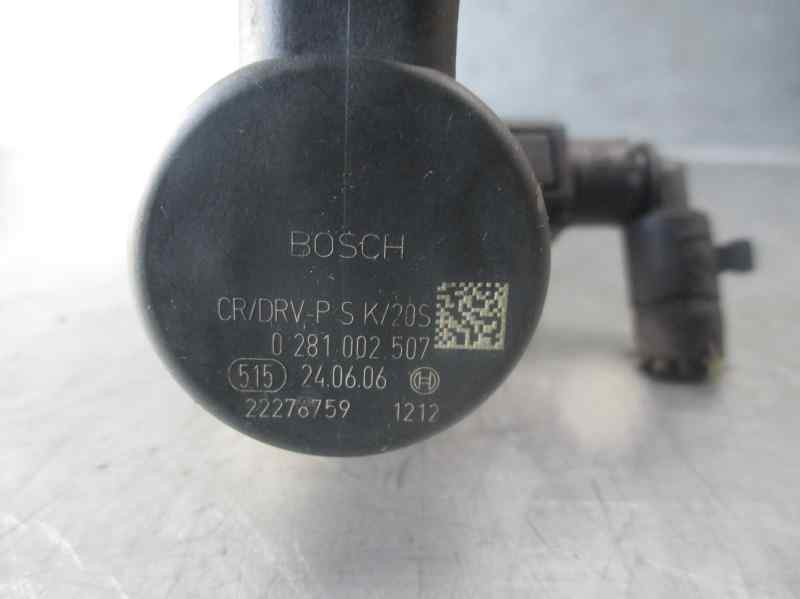 BOSCH
CR/DRV-P S K/20S
0 281 002 507
515 24.06.06
22276759 1212